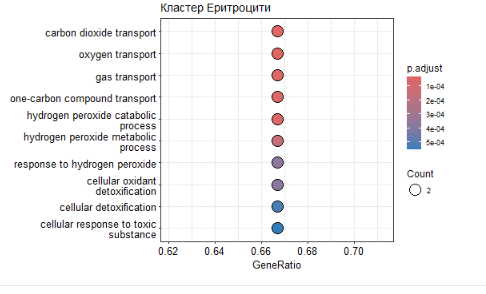 Кластер Еритроцити
carbon dioxide transport
oxygen transport
gas transport
one-carbon compound transport
hydrogen peroxide catabolic
process
hydrogen peroxide metabolic
process
response to hydrogen peroxide
cellular oxidant
detoxification
cellular detoxification
cellular response to toxic
substance
0.62 0.64 0.66 0.68 0.70
GeneRatio
p.adjust
1e-04
2e-04
3e-04
4e-04
5e-04
Count
2